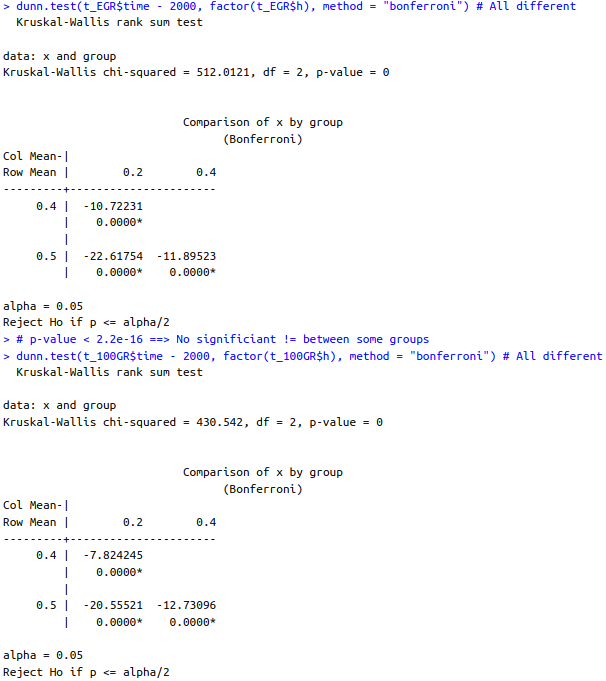 > dunn.test(t_EGR$time - 2000, factor(t_EGR$h), method = "bonferroni") # All different
  Kruskal-Wallis rank sum test

data: x and group
Kruskal-Wallis chi-squared = 512.0121, df = 2, p-value = 0


                           Comparison of x by group
                                 (Bonferroni)
Col Mean-|
Row Mean |        0.2        0.4
---------+----------------------
     0.4 |  -10.72231
         |    0.0000*
         |
     0.5 |  -22.61754  -11.89523
         |    0.0000*    0.0000*

alpha = 0.05
Reject Ho if p <= alpha/2
> # p-value < 2.2e-16 ==> No significiant != between some groups
> dunn.test(t_100GR$time - 2000, factor(t_100GR$h), method = "bonferroni") # All different
  Kruskal-Wallis rank sum test

data: x and group
Kruskal-Wallis chi-squared = 430.542, df = 2, p-value = 0


                           Comparison of x by group
                                 (Bonferroni)
Col Mean-|
Row Mean |        0.2        0.4
---------+----------------------
     0.4 |  -7.824245
         |    0.0000*
         |
     0.5 |  -20.55521  -12.73096
         |    0.0000*    0.0000*

alpha = 0.05
Reject Ho if p <= alpha/2